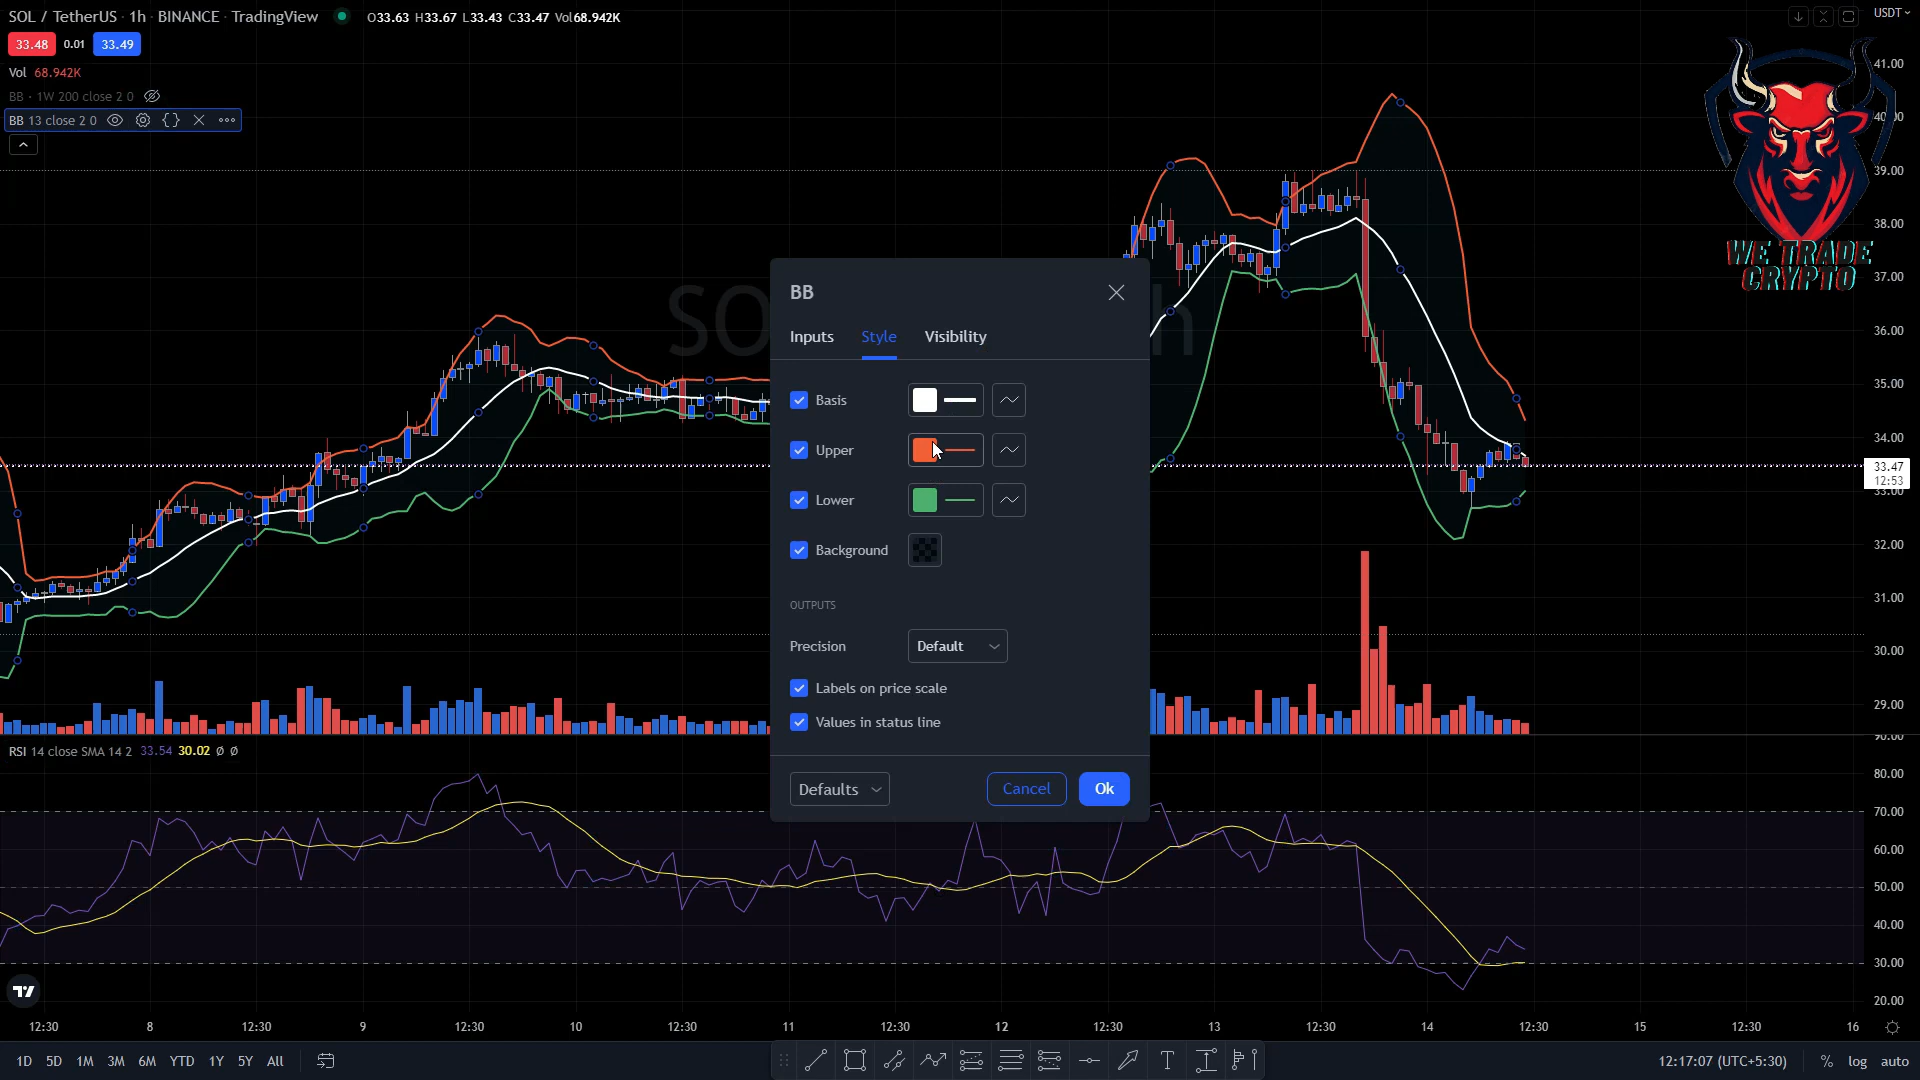 SOL / TetherUS · 1h · BINANCE · TradingView O33.63 H33.67 L33.43 C33.47 Vol68.942K
USDT
33.48 0.01 33.49
Vol 68.942K
BB · 1W 200 close 2 0
BB 13 close 2 0
41.00
39.00
38.00
37.00
36.00
35.00
34.00
33.47
12:53
33.00
32.00
31.00
30.00
29.00
WE TRADE
CRYPTO
BB
Inputs Style Visibility
Basis
Upper
Lower
Background
OUTPUTS
Precision Default
Labels on price scale
Values in status line
Defaults Cancel Ok
RSI 14 close SMA 14 2 33.54 30.02 Ø Ø
90.00
80.00
70.00
60.00
50.00
40.00
30.00
20.00
12:30 8 12:30 9 12:30 10 12:30 11 12:30 12 12:30 13 12:30 14 12:30 15 12:30 16
1D 5D 1M 3M 6M YTD 1Y 5Y All
12:17:07 (UTC+5:30) % log auto